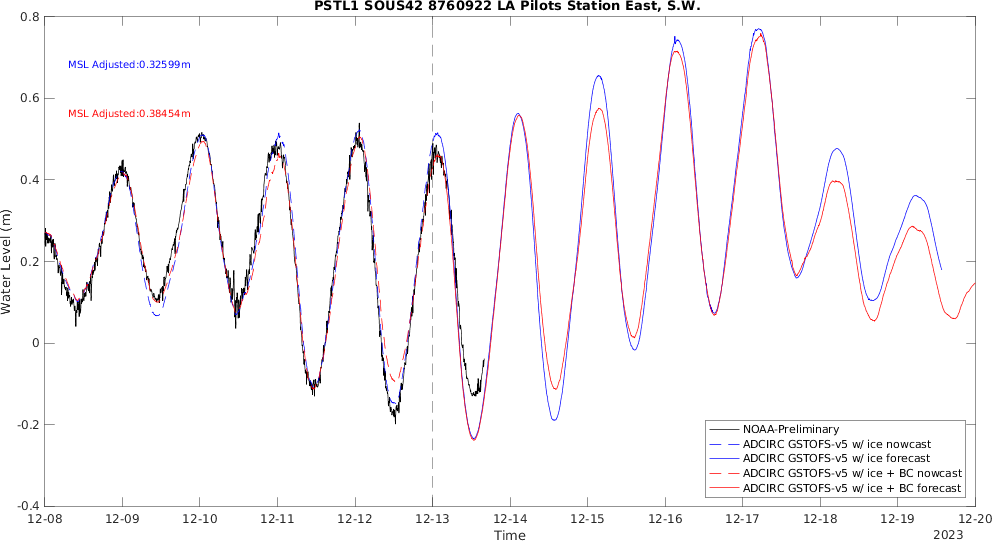 PSTL1 SOUS42 8760922 LA Pilots Station East, S.W.
0.8
0.6
0.4
0.2
0
-0.2
-0.4
Water Level (m)
MSL Adjusted:0.32599m
MSL Adjusted:0.38454m
NOAA-Preliminary
ADCIRC GSTOFS-v5 w/ ice nowcast
ADCIRC GSTOFS-v5 w/ ice forecast
ADCIRC GSTOFS-v5 w/ ice + BC nowcast
ADCIRC GSTOFS-v5 w/ ice + BC forecast
12-08 12-09 12-10 12-11 12-12 12-13 12-14 12-15 12-16 12-17 12-18 12-19 12-20
Time
2023